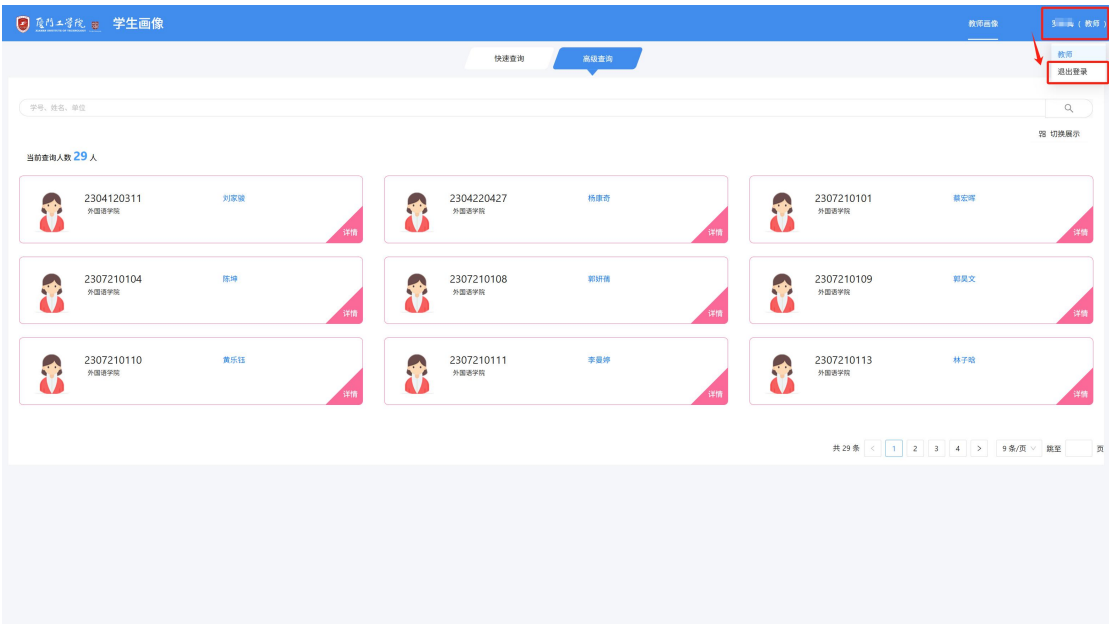 厦门工学院 学生画像 教师画像 (教师)
教师
退出登录
快速查询 高级查询
学号、姓名、单位
切换展示
当前查询人数 29 人
2304120311 刘家骏
外国语学院
详情
2304220427 杨康奇
外国语学院
详情
2307210101 蔡宏晖
外国语学院
详情
2307210104 陈坤
外国语学院
详情
2307210108 郭妍倩
外国语学院
详情
2307210109 郭昊文
外国语学院
详情
2307210110 黄乐钰
外国语学院
详情
2307210111 李曼婷
外国语学院
详情
2307210113 林子晗
外国语学院
详情
共 29 条 < 1 2 3 4 > 9 条/页 跳至 页